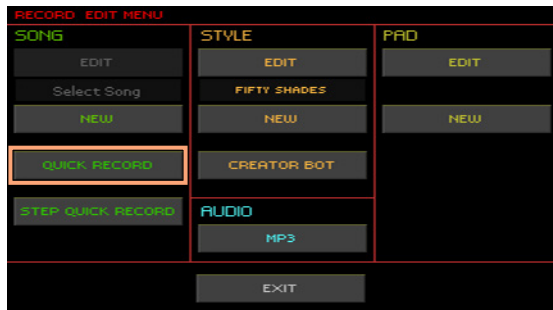 RECORD EDIT MENU
SONG
EDIT
Select Song
NEW
QUICK RECORD
STEP QUICK RECORD
STYLE
EDIT
FIFTY SHADES
NEW
CREATOR BOT
AUDIO
MP3
PAD
EDIT
NEW
EXIT